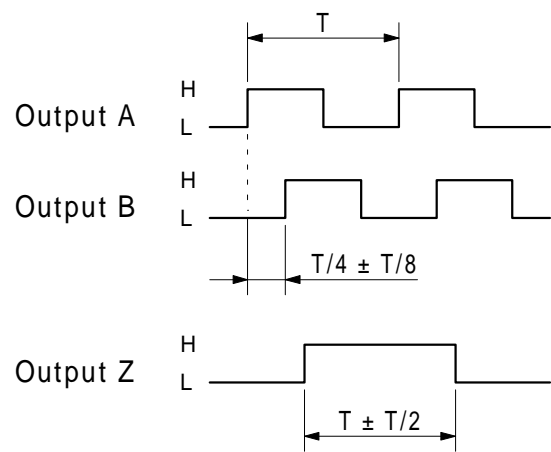 T
H
Output A
L
H
Output B
L
T/4 ± T/8
H
Output Z
L
T ± T/2